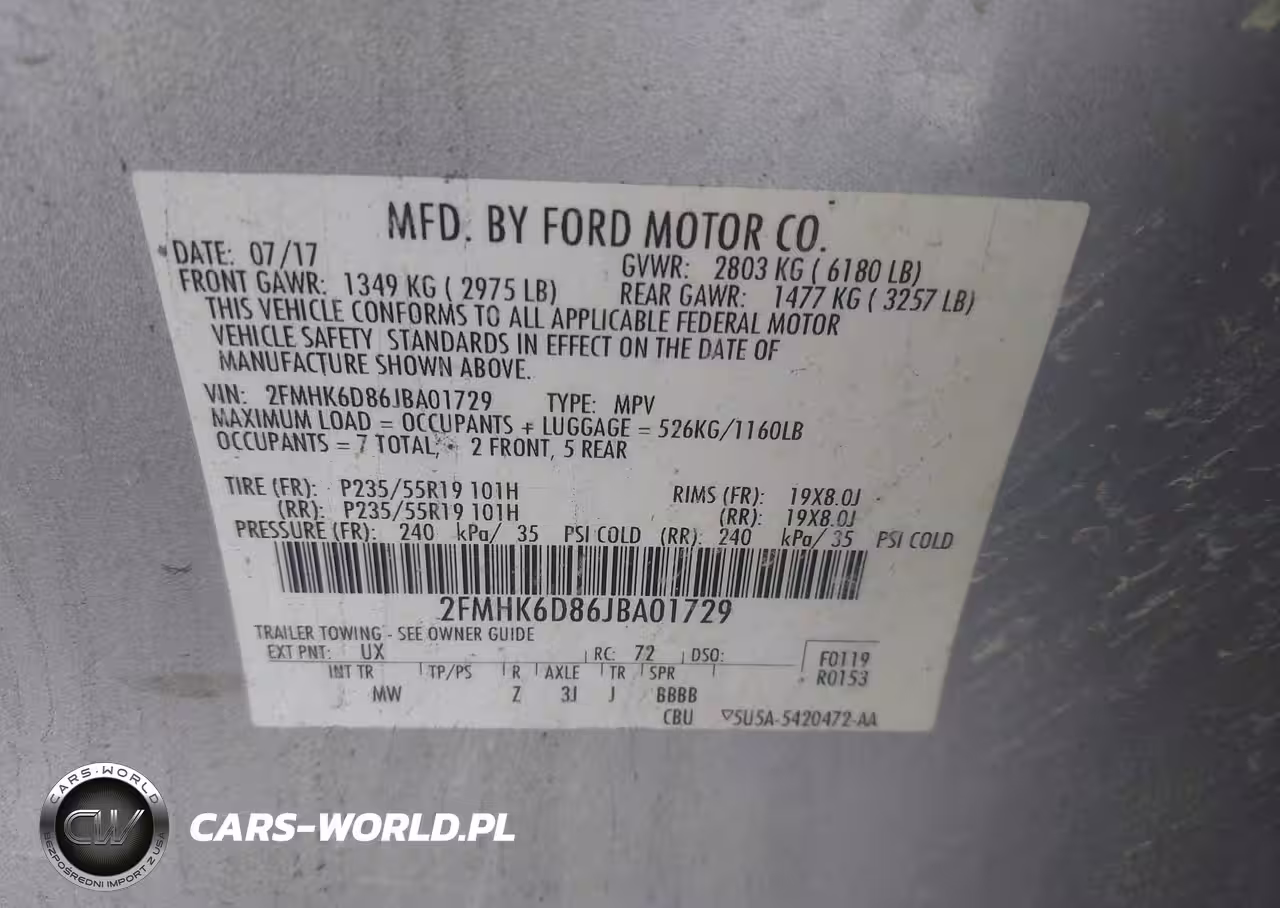 MFD. BY FORD MOTOR CO.
DATE: 07/17 GVWR: 2803 KG ( 6180 LB)
FRONT GAWR: 1349 KG ( 2975 LB) REAR GAWR: 1477 KG ( 3257 LB)
THIS VEHICLE CONFORMS TO ALL APPLICABLE FEDERAL MOTOR
VEHICLE SAFETY STANDARDS IN EFFECT ON THE DATE OF
MANUFACTURE SHOWN ABOVE.
VIN: 2FMHK6D86JBA01729 TYPE: MPV
MAXIMUM LOAD = OCCUPANTS + LUGGAGE = 526KG/1160LB
OCCUPANTS = 7 TOTAL, 2 FRONT, 5 REAR
TIRE (FR): P235/55R19 101H RIMS (FR): 19X8.0J
(RR): P235/55R19 101H (RR): 19X8.0J
PRESSURE (FR): 240 kPa/ 35 PSI COLD (RR): 240 kPa/ 35 PSI COLD
2FMHK6D86JBA01729
TRAILER TOWING - SEE OWNER GUIDE
EXT PNT: UX RC: 72 DSO: F0119
INT TR TP/PS R AXLE TR SPR R0153
MW Z 3J J BBBB
CBU ▽5U5A-5420472-AA
CARS-WORLD
CW
BEZPOŚREDNI IMPORT Z USA
CARS-WORLD.PL